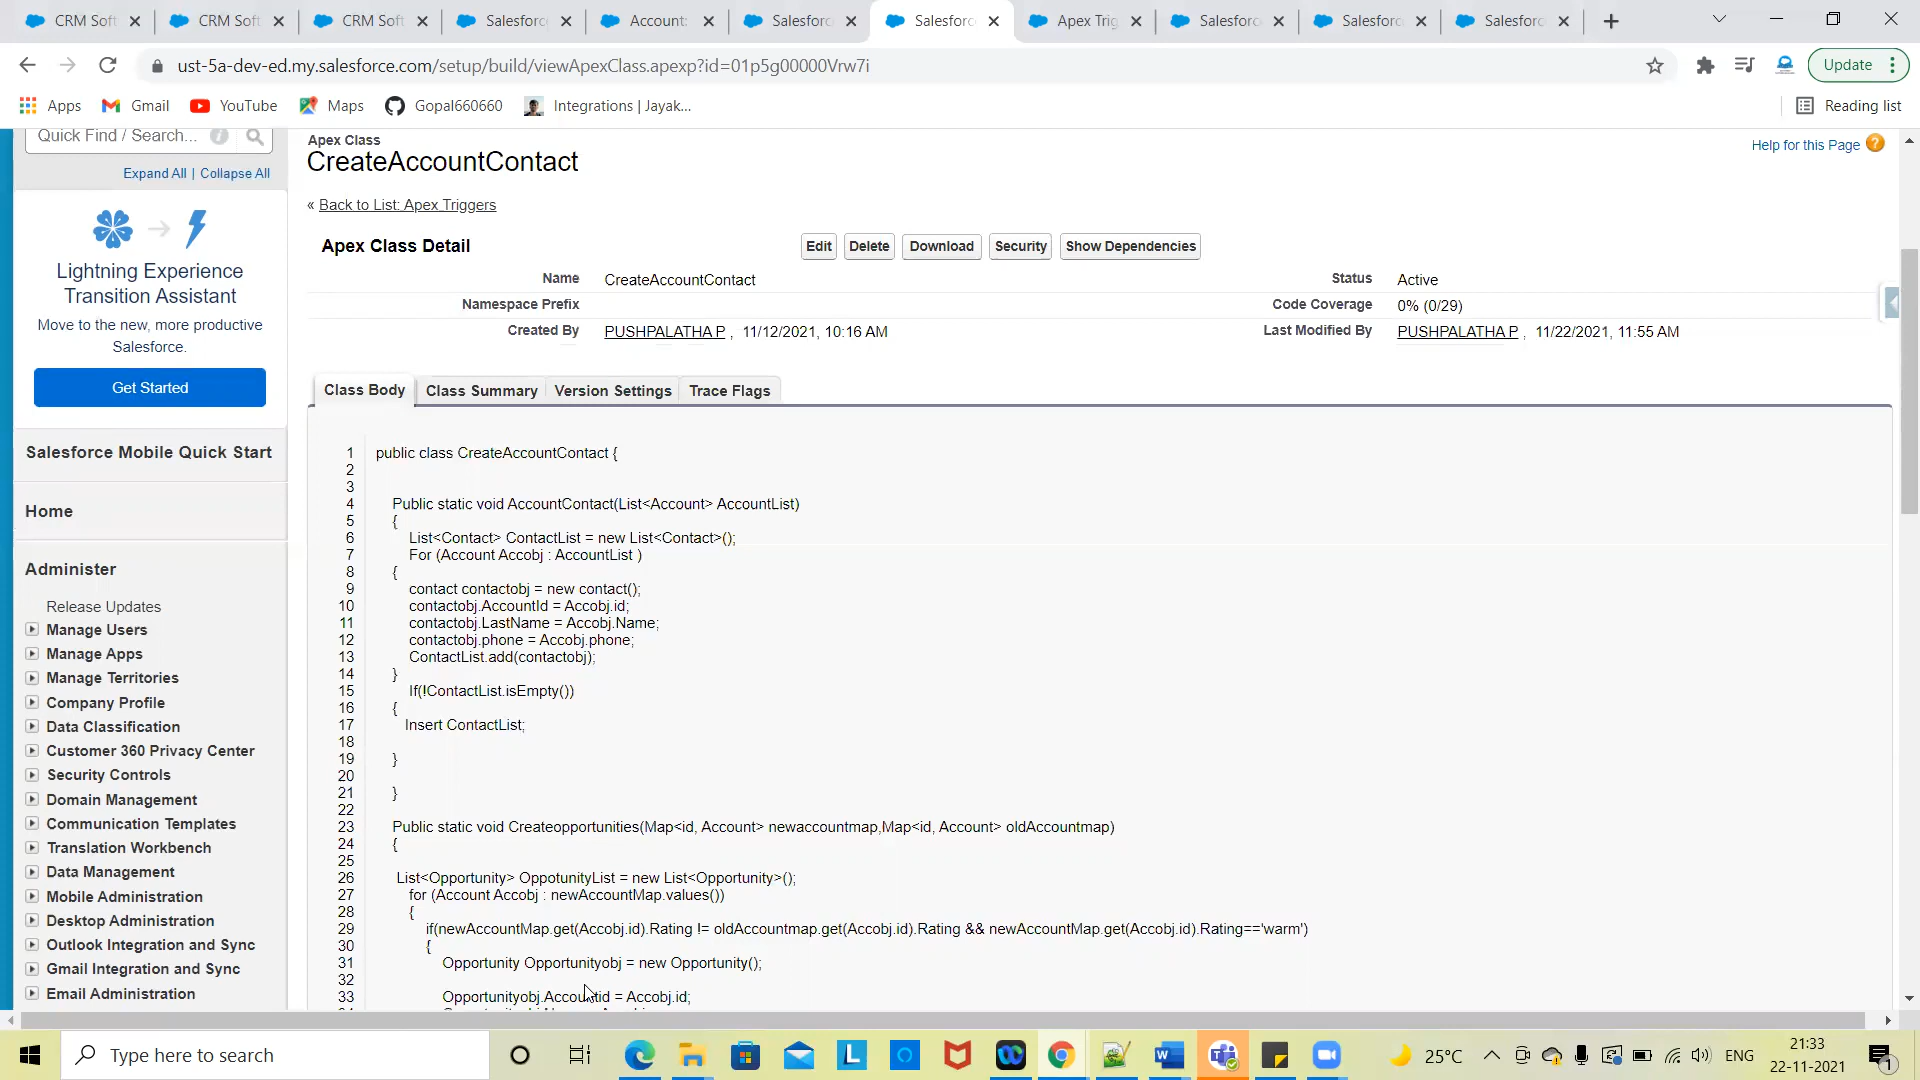 CRM Soft
CRM Soft
CRM Soft
Salesforc
Account:
Salesforc
Salesforc
Apex Trig
Salesforc
Salesforc
Salesforc
ust-5a-dev-ed.my.salesforce.com/setup/build/viewApexClass.apexp?id=01p5g00000Vrw7i
Update
Apps
Gmail
YouTube
Maps
Gopal660660
Integrations | Jayak...
Reading list
Quick Find / Search...
Expand All | Collapse All
Lightning Experience
Transition Assistant
Move to the new, more productive
Salesforce.
Get Started
Salesforce Mobile Quick Start
Home
Administer
Release Updates
Manage Users
Manage Apps
Manage Territories
Company Profile
Data Classification
Customer 360 Privacy Center
Security Controls
Domain Management
Communication Templates
Translation Workbench
Data Management
Mobile Administration
Desktop Administration
Outlook Integration and Sync
Gmail Integration and Sync
Email Administration
Apex Class
CreateAccountContact
Help for this Page
« Back to List: Apex Triggers
Apex Class Detail
Edit
Delete
Download
Security
Show Dependencies
Name CreateAccountContact
Status Active
Namespace Prefix
Code Coverage 0% (0/29)
Created By PUSHPALATHA P , 11/12/2021, 10:16 AM
Last Modified By PUSHPALATHA P , 11/22/2021, 11:55 AM
Class Body
Class Summary
Version Settings
Trace Flags
1 public class CreateAccountContact {
2
3
4 Public static void AccountContact(List<Account> AccountList)
5 {
6 List<Contact> ContactList = new List<Contact>();
7 For (Account Accobj : AccountList )
8 {
9 contact contactobj = new contact();
10 contactobj.AccountId = Accobj.id;
11 contactobj.LastName = Accobj.Name;
12 contactobj.phone = Accobj.phone;
13 ContactList.add(contactobj);
14 }
15 If(!ContactList.isEmpty())
16 {
17 Insert ContactList;
18
19 }
20
21 }
22
23 Public static void Createopportunities(Map<id, Account> newaccountmap,Map<id, Account> oldAccountmap)
24 {
25
26 List<Opportunity> OppotunityList = new List<Opportunity>();
27 for (Account Accobj : newAccountMap.values())
28 {
29 if(newAccountMap.get(Accobj.id).Rating != oldAccountmap.get(Accobj.id).Rating && newAccountMap.get(Accobj.id).Rating=='warm')
30 {
31 Opportunity Opportunityobj = new Opportunity();
32
33 Opportunityobj.Accountid = Accobj.id;
Type here to search
25°C
ENG
21:33
22-11-2021
1